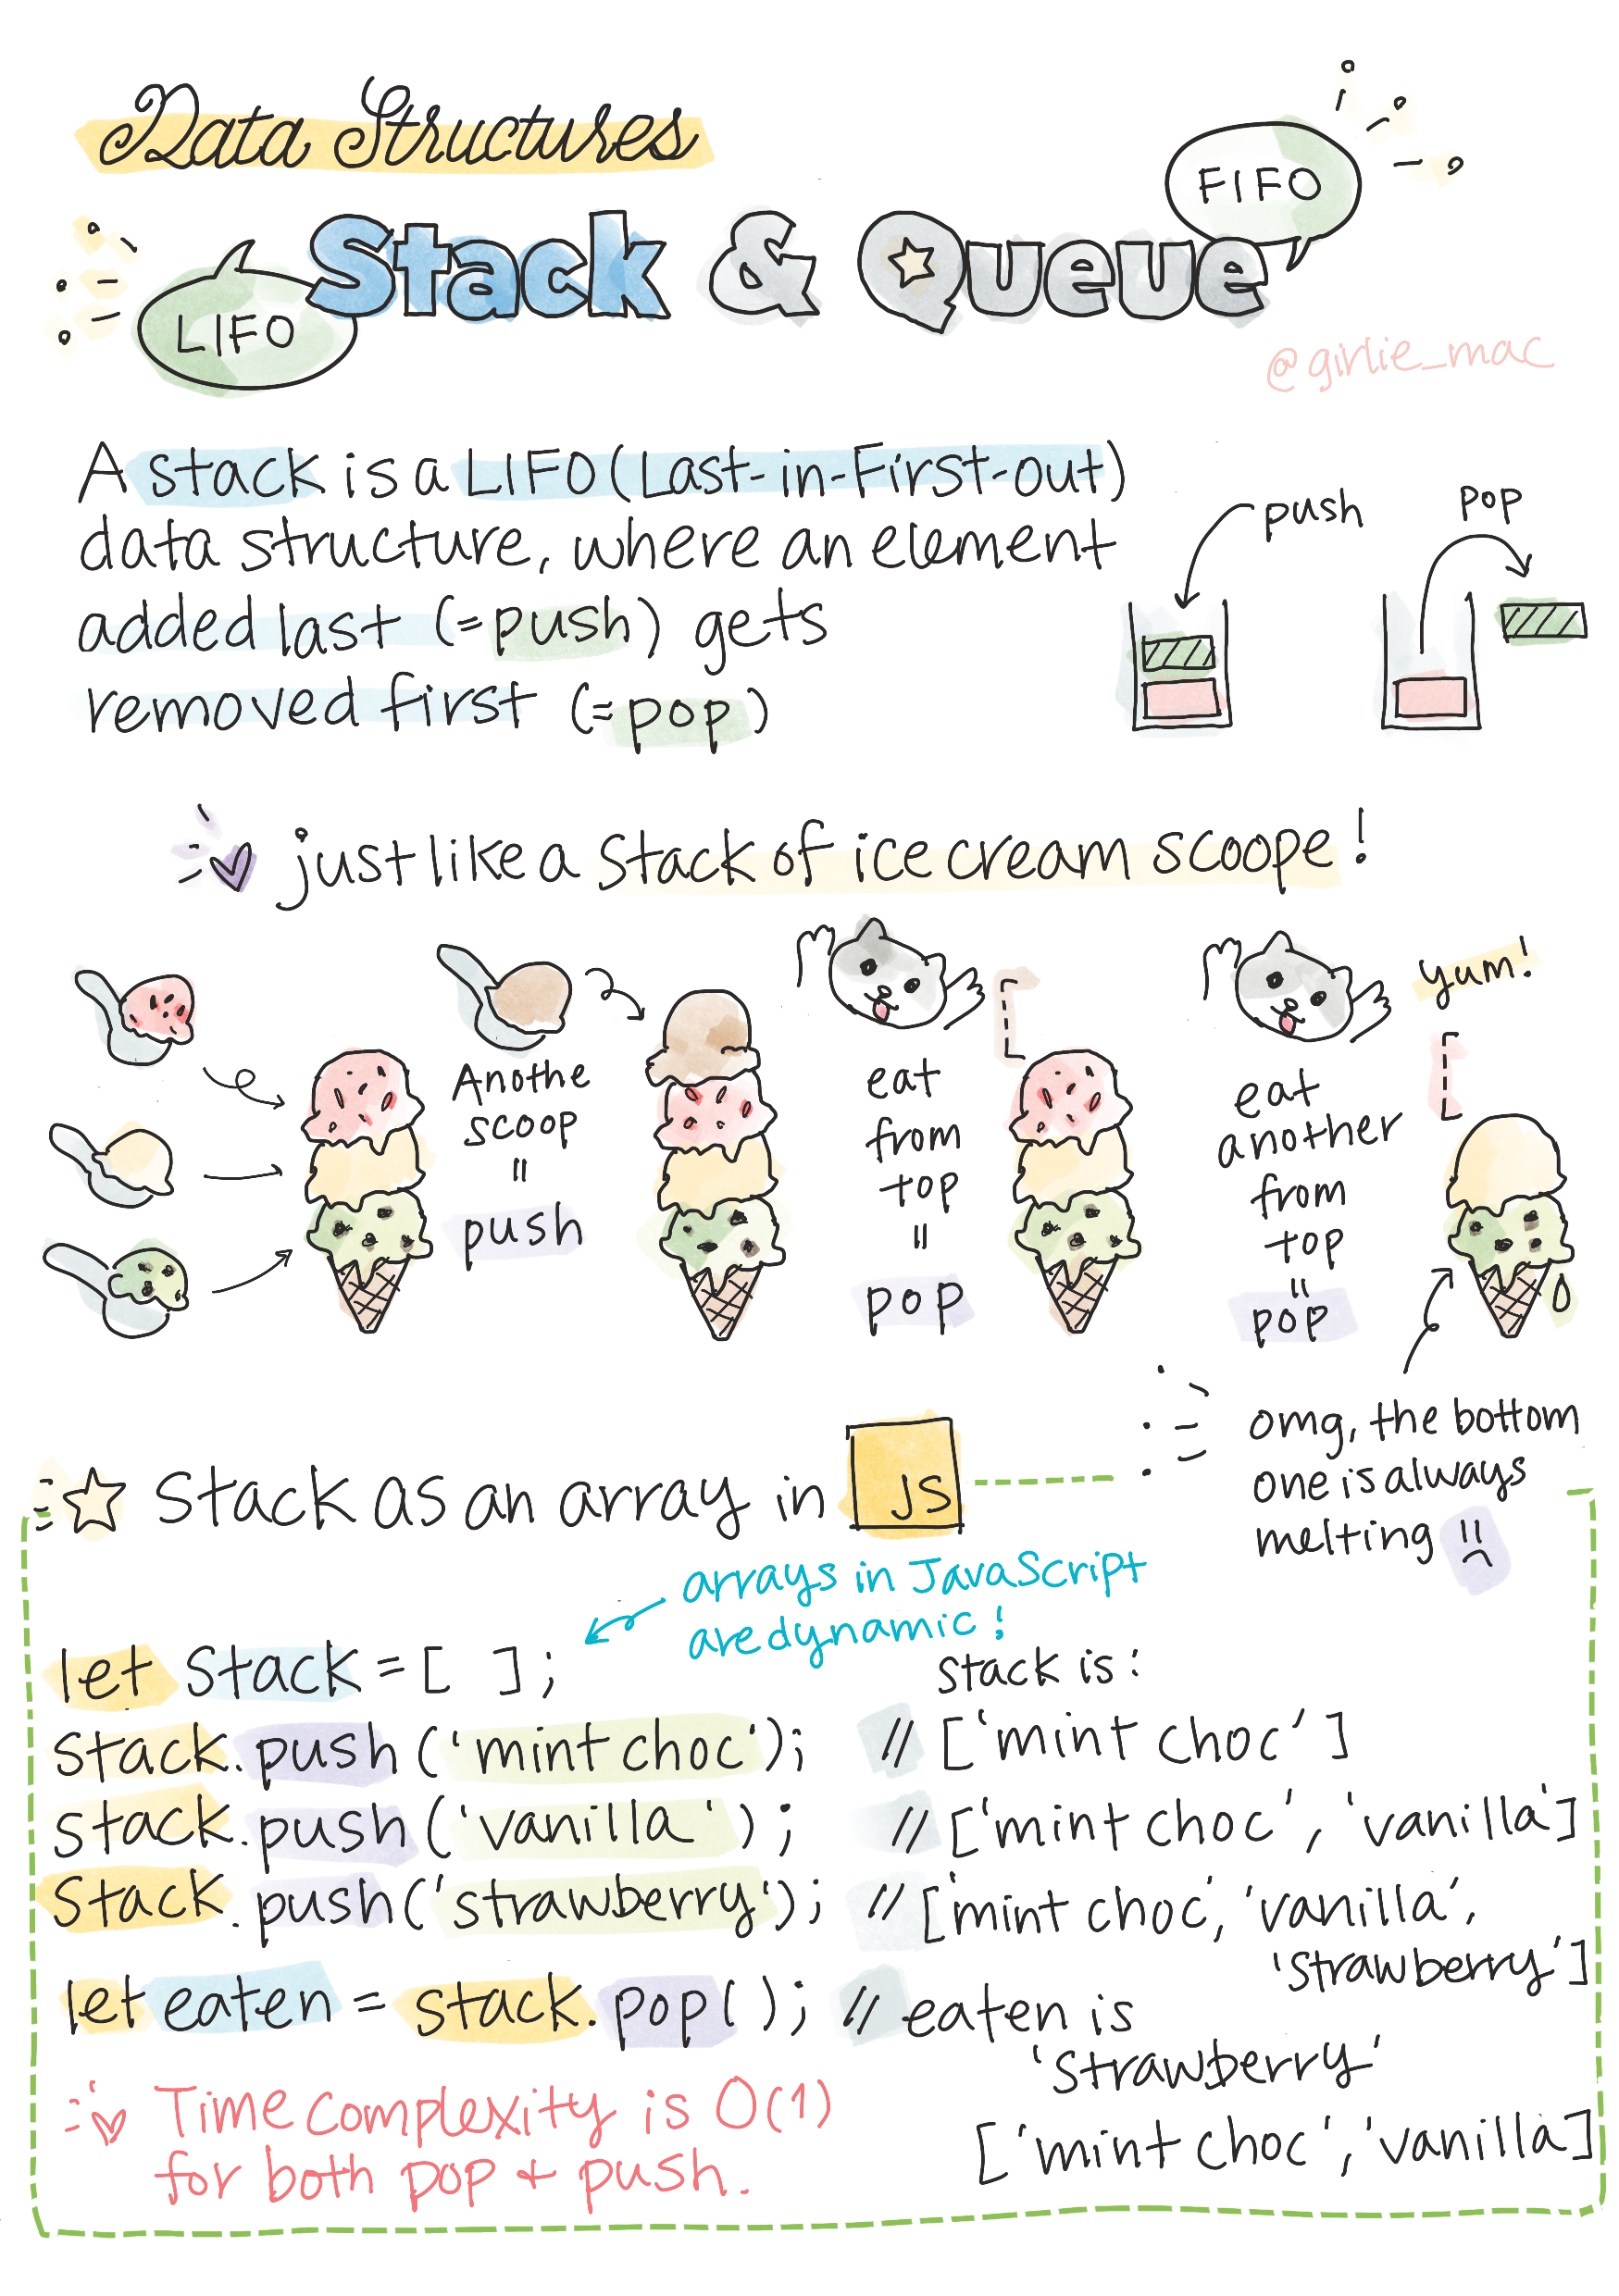 Data Structures
FIFO
Stack & Queue
LIFO
@girlie_mac
A stack is a LIFO (Last-in-First-out)
data structure, where an element
added last (=push) gets
removed first (=pop)
push
pop
just like a stack of ice cream scoope!
Anothe
scoop
=
push
eat
from
top
=
pop
eat
another
from
top
=
pop
yum!
omg, the bottom
one is always
melting
Stack as an array in JS
arrays in JavaScript
are dynamic!
let stack = [ ];
stack is:
stack.push('mint choc'); // ['mint choc']
stack.push('vanilla'); // ['mint choc', 'vanilla']
stack.push('strawberry'); // ['mint choc', 'vanilla',
'strawberry']
let eaten = stack.pop(); // eaten is
'strawberry'
['mint choc', 'vanilla]
Time complexity is O(1)
for both pop + push.